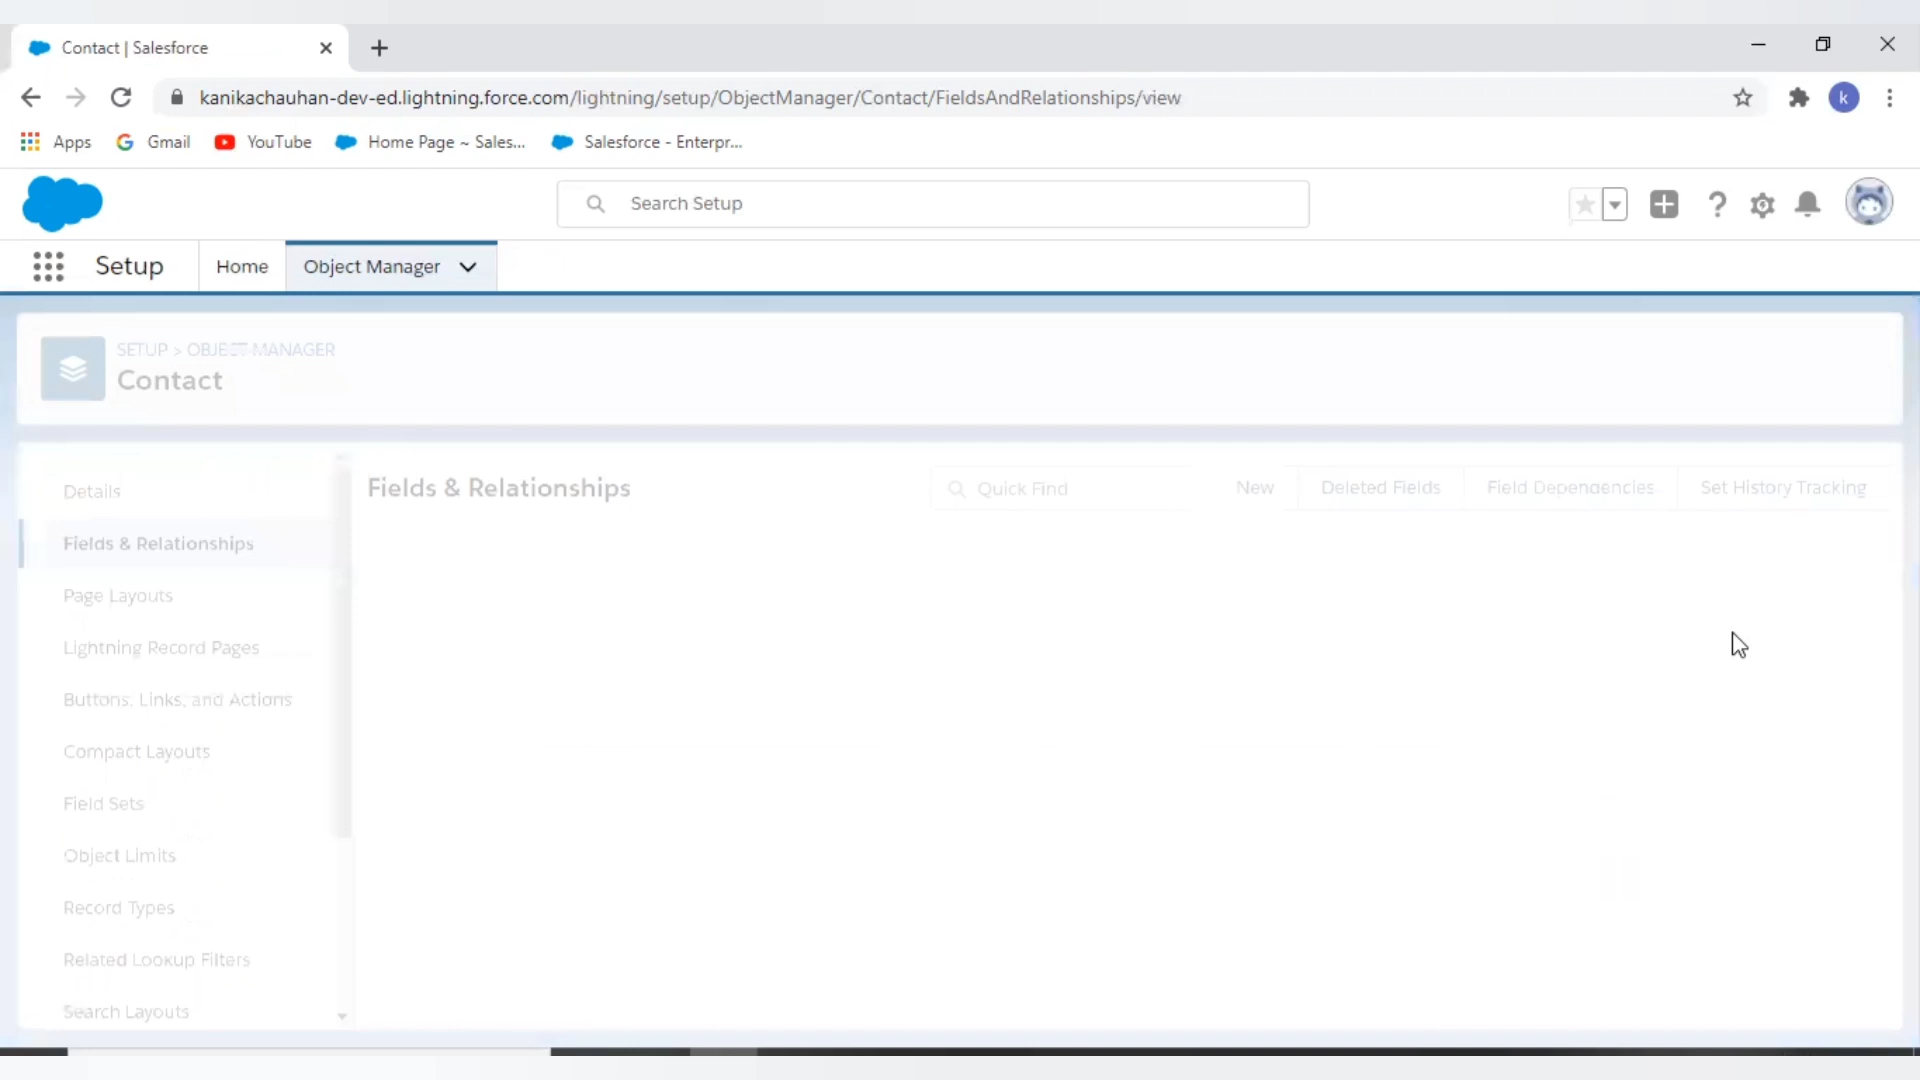 Contact | Salesforce
kanikachauhan-dev-ed.lightning.force.com/lightning/setup/ObjectManager/Contact/FieldsAndRelationships/view
k
Apps Gmail YouTube Home Page ~ Sales... Salesforce - Enterpr...
Search Setup
Setup Home Object Manager
SETUP > OBJECT MANAGER
Contact
Fields & Relationships Quick Find New Deleted Fields Field Dependencies Set History Tracking
Details
Fields & Relationships
Page Layouts
Lightning Record Pages
Buttons, Links, and Actions
Compact Layouts
Field Sets
Object Limits
Record Types
Related Lookup Filters
Search Layouts